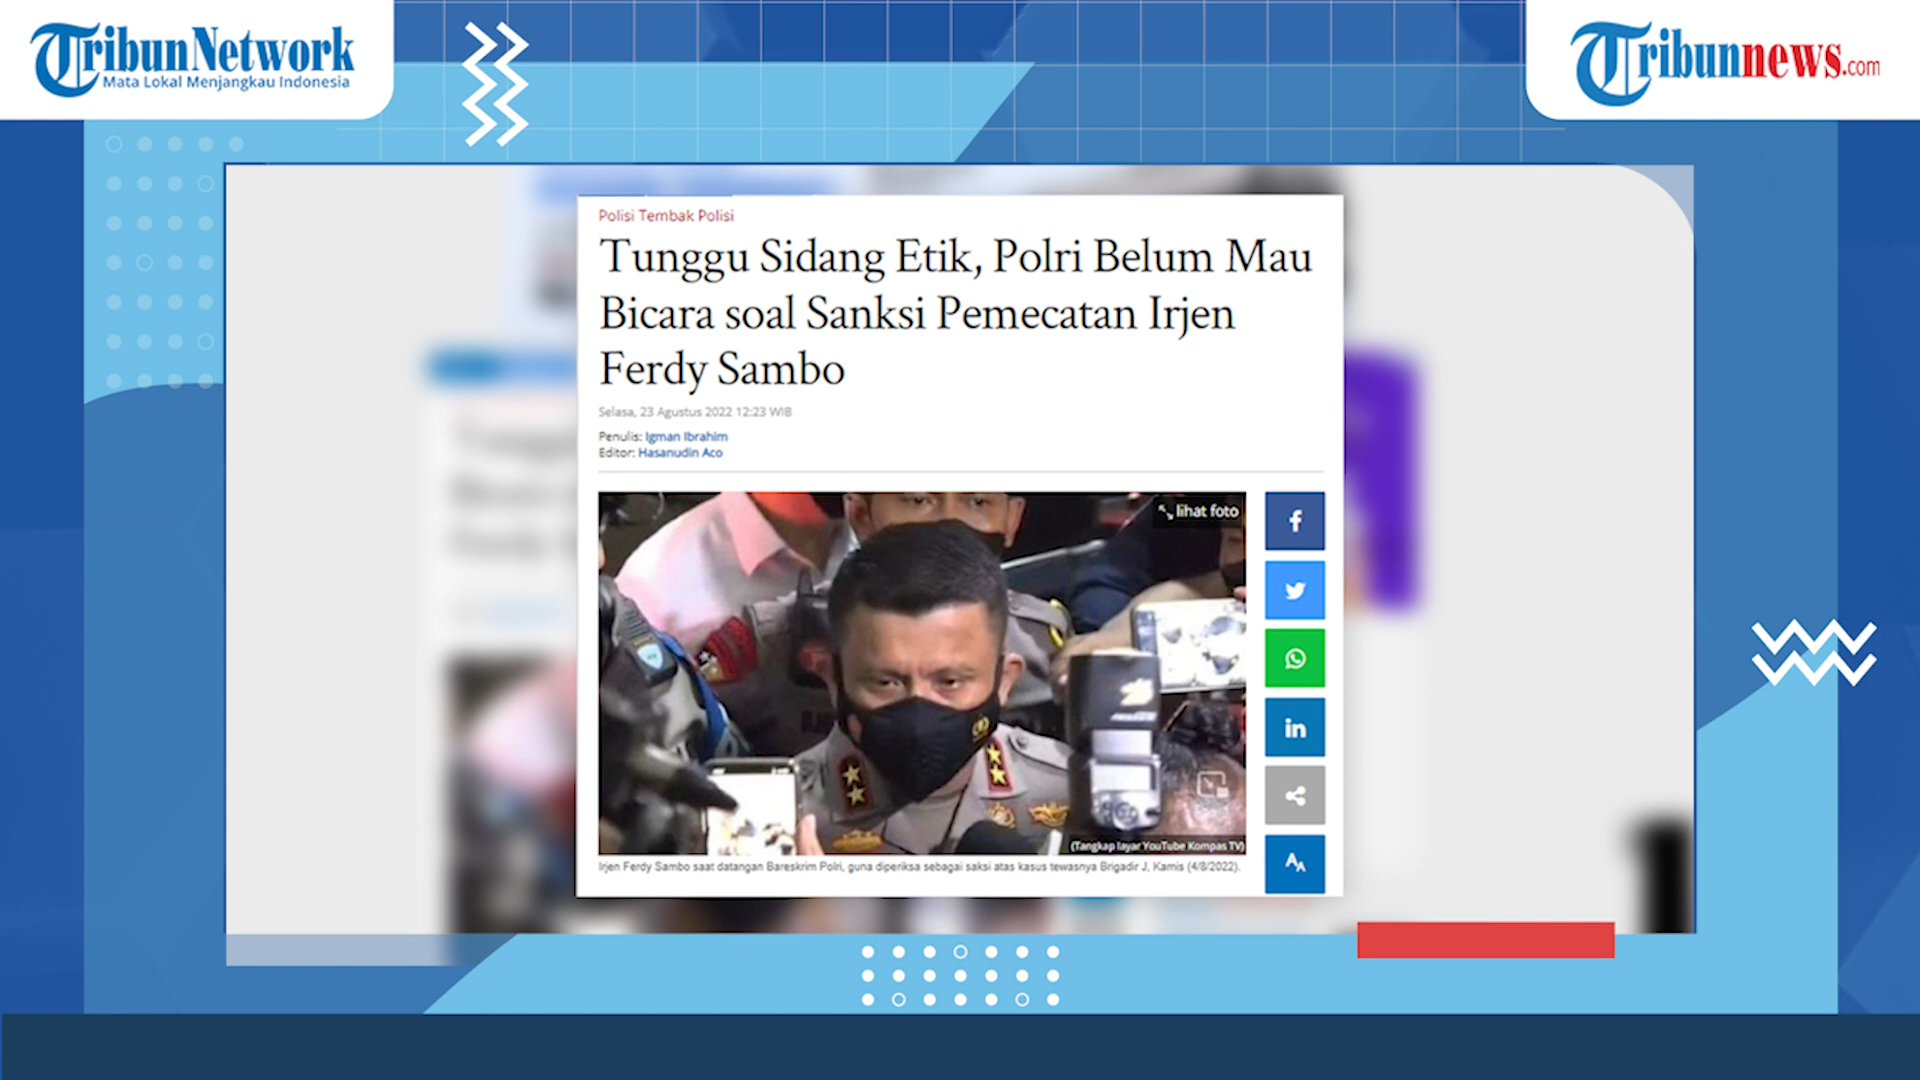 TribunNetwork
Mata Lokal Menjangkau Indonesia
Tribunnews.com
Polisi Tembak Polisi
Tunggu Sidang Etik, Polri Belum Mau
Bicara soal Sanksi Pemecatan Irjen
Ferdy Sambo
Selasa, 23 Agustus 2022 12:23 WIB
Penulis: Igman Ibrahim
Editor: Hasanudin Aco
lihat foto
(Tangkap layar YouTube Kompas TV)
Irjen Ferdy Sambo saat datangan Bareskrim Polri, guna diperiksa sebagai saksi atas kasus tewasnya Brigadir J, Kamis (4/8/2022).